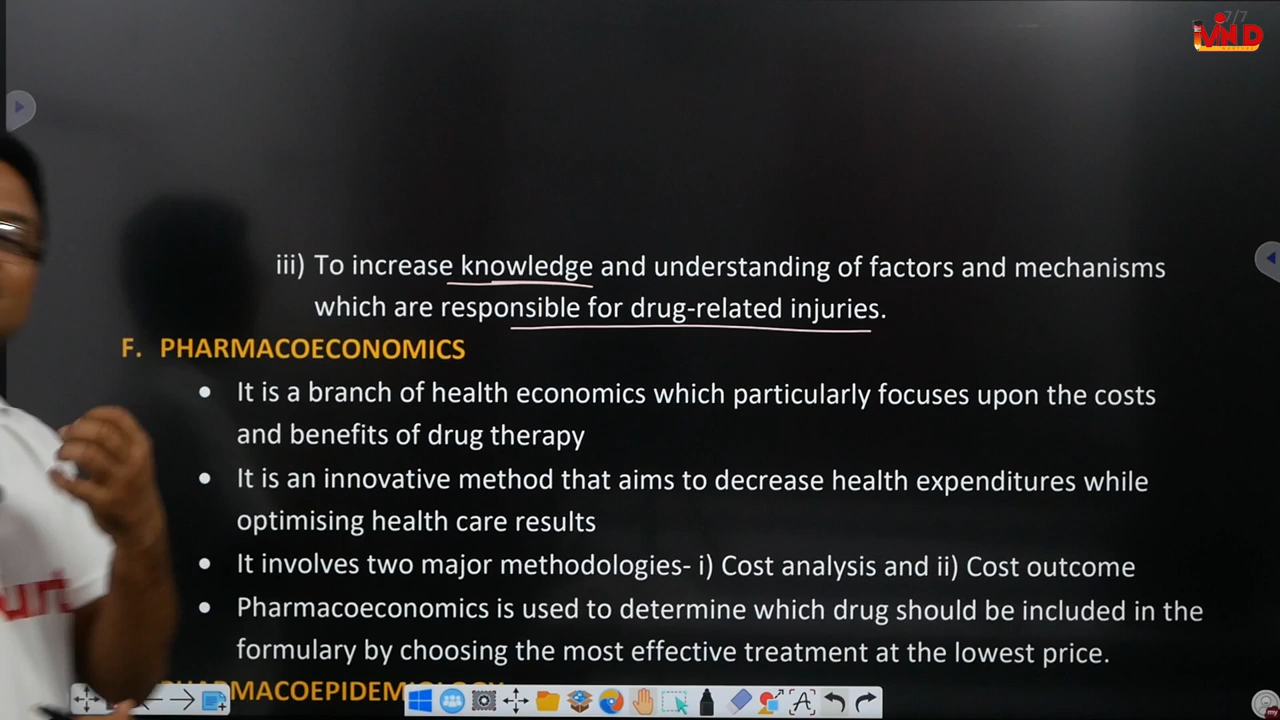 7/7
iii) To increase knowledge and understanding of factors and mechanisms
which are responsible for drug-related injuries.
F. PHARMACOECONOMICS
• It is a branch of health economics which particularly focuses upon the costs
and benefits of drug therapy
• It is an innovative method that aims to decrease health expenditures while
optimising health care results
• It involves two major methodologies- i) Cost analysis and ii) Cost outcome
• Pharmacoeconomics is used to determine which drug should be included in the
formulary by choosing the most effective treatment at the lowest price.